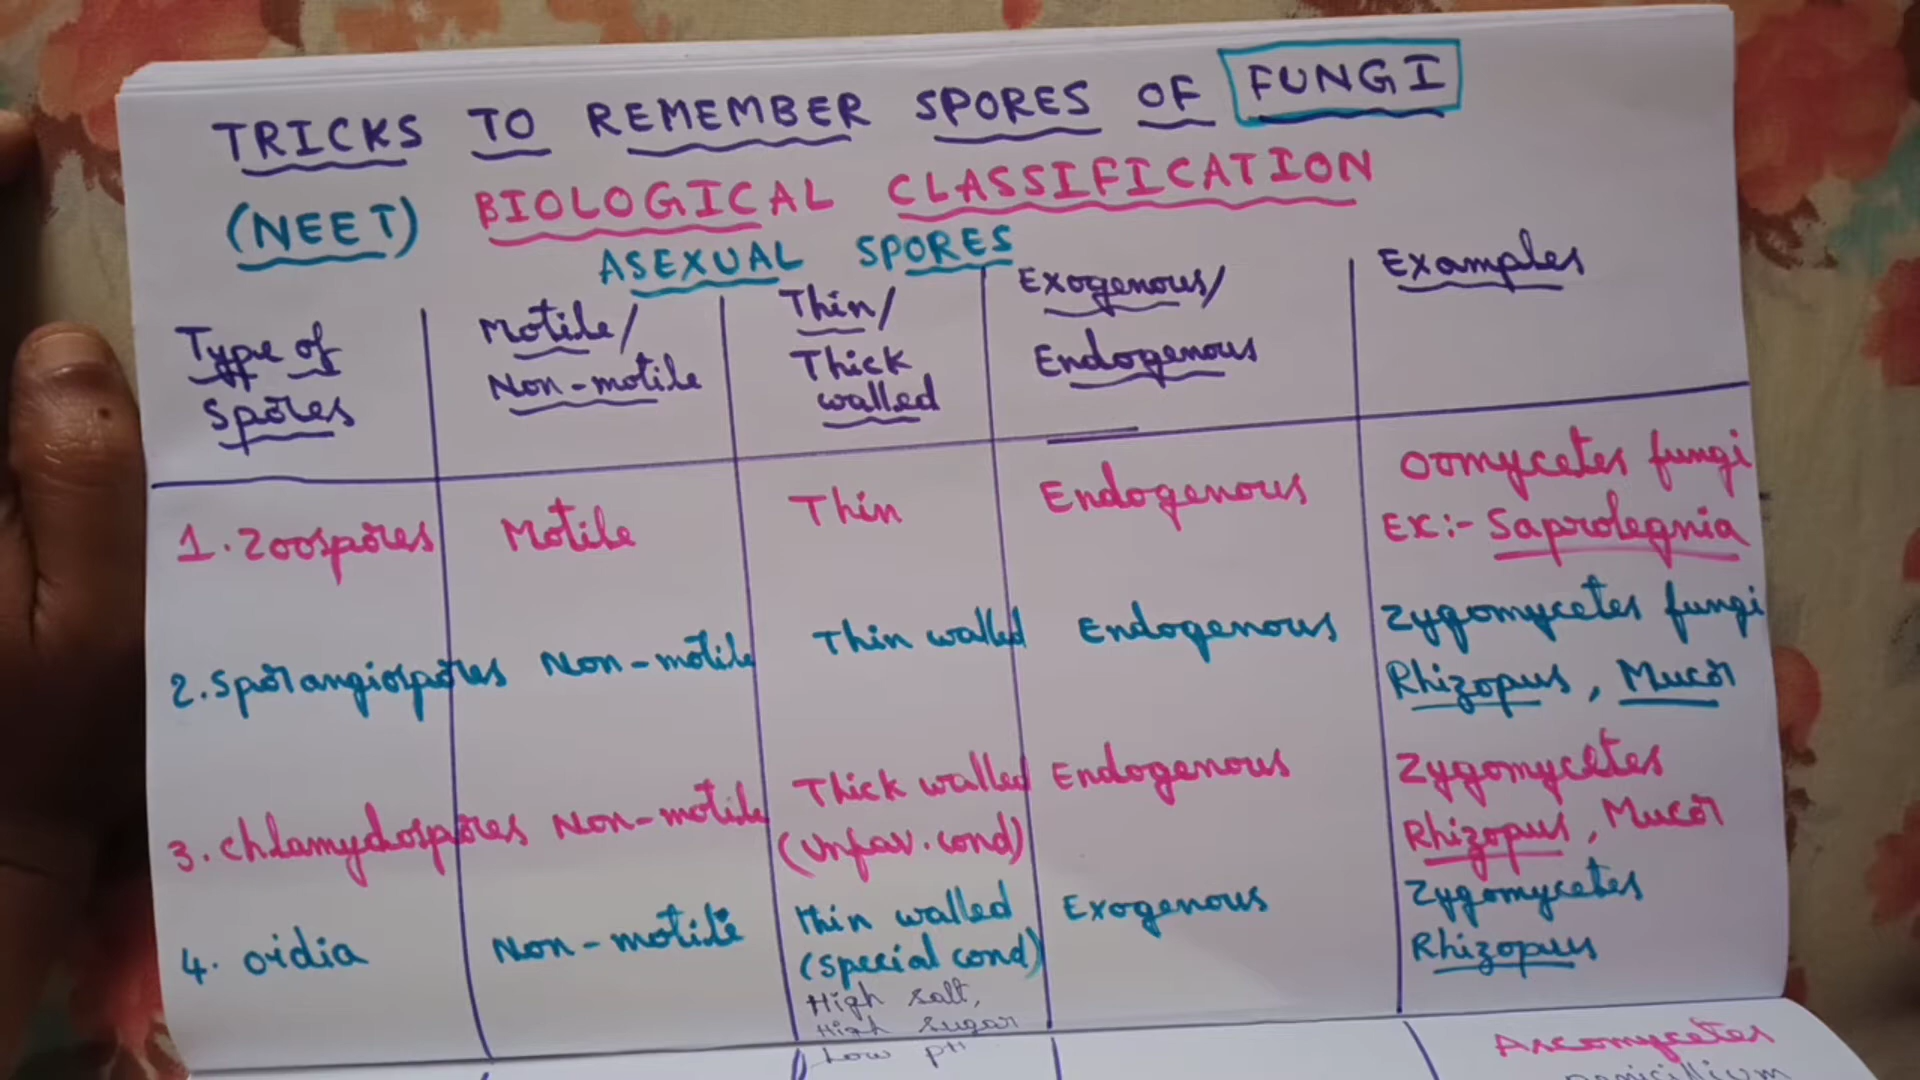 TRICKS TO REMEMBER SPORES OF FUNGI
(NEET) BIOLOGICAL CLASSIFICATION
ASEXUAL SPORES
Type of Spores
Motile/ Non-motile
Thin/ Thick walled
Exogenous/ Endogenous
Examples
1. Zoospores Motile Thin Endogenous Oomycetes fungi
EX:- Saprolegnia
2. Sporangiospores Non-motile Thin walled Endogenous Zygomycetes fungi
Rhizopus, Mucor
3. Chlamydospores Non-motile Thick walled Endogenous Zygomycetes
(Unfav. cond) Rhizopus, Mucor
4. oidia Non-motile thin walled Exogenous Zygomycetes
(special cond) Rhizopus
High salt,
High sugar
Low pH
Ascomycetes
penicillium